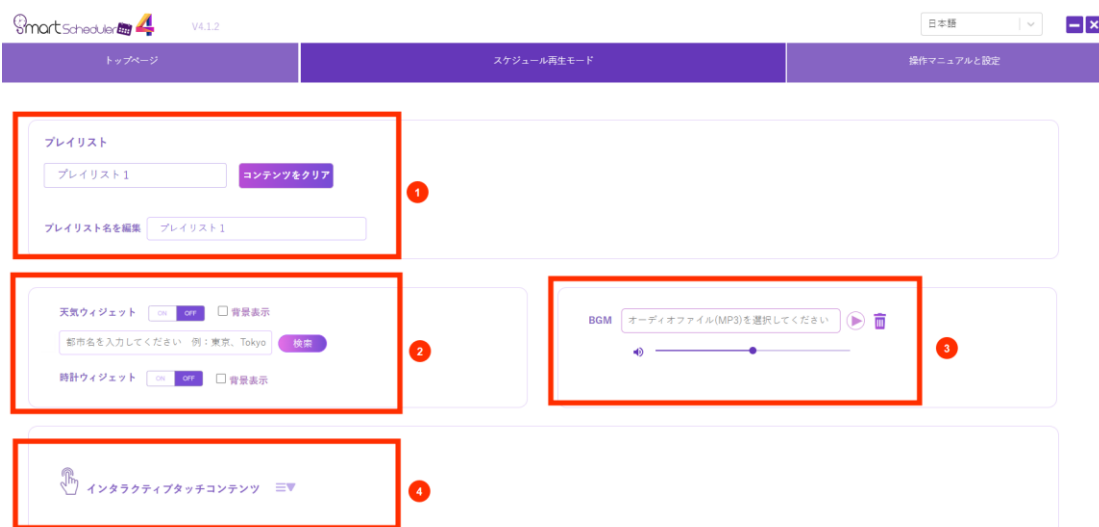 Smart Scheduler 4 V4.1.2 日本語
トップページ スケジュール再生モード 操作マニュアルと設定
プレイリスト
プレイリスト1 コンテンツをクリア
1
プレイリスト名を編集 プレイリスト1
天気ウィジェット ON OFF 背景表示
都市名を入力してください 例：東京、Tokyo 検索
2
時計ウィジェット ON OFF 背景表示
BGM オーディオファイル(MP3)を選択してください
3
インタラクティブタッチコンテンツ
4